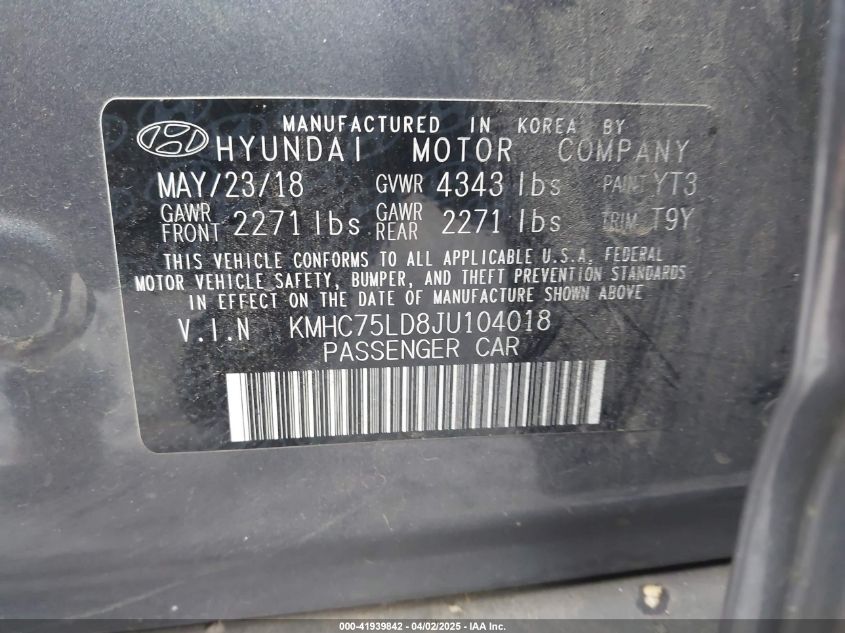 MANUFACTURED IN KOREA BY
HYUNDAI MOTOR COMPANY
MAY/23/18 GVWR 4343 lbs PAINT YT3
GAWR FRONT 2271 lbs GAWR REAR 2271 lbs TRIM T9Y
THIS VEHICLE CONFORMS TO ALL APPLICABLE U.S.A. FEDERAL
MOTOR VEHICLE SAFETY, BUMPER, AND THEFT PREVENTION STANDARDS
IN EFFECT ON THE DATE OF MANUFACTURE SHOWN ABOVE
V.I.N KMHC75LD8JU104018
PASSENGER CAR
000-41939842 - 04/02/2025 - IAA Inc.